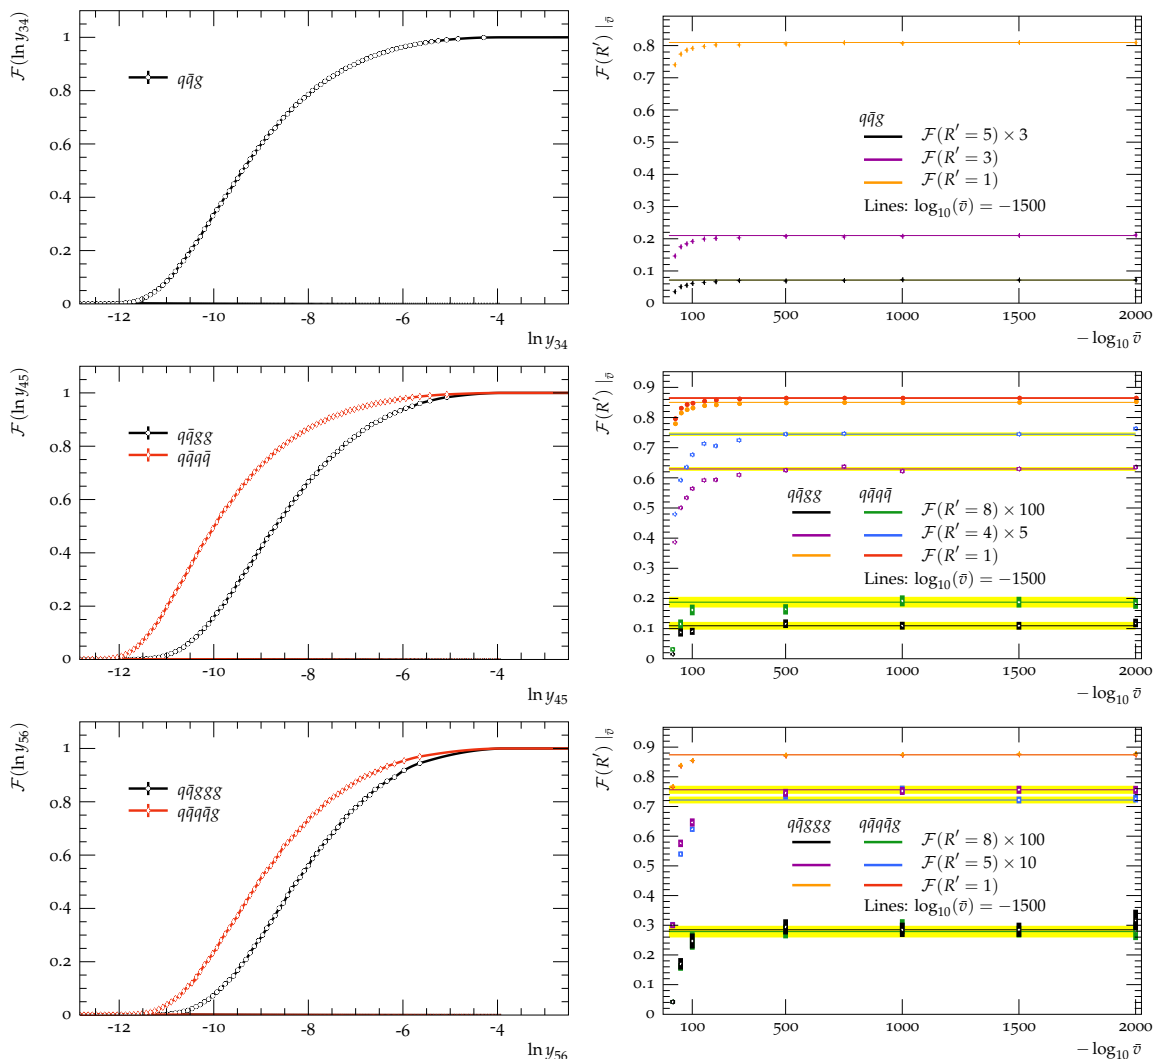 F(ln y34)
1
0.8
0.6
0.4
0.2
0
qq̄g
-12 -10 -8 -6 -4
ln y34
F(R′) |v̄
0.8
0.6
0.4
0.2
0
qq̄g
F(R′ = 5) × 3
F(R′ = 3)
F(R′ = 1)
Lines: log10(v̄) = −1500
100 500 1000 1500 2000
− log10 v̄
F(ln y45)
1
0.8
0.6
0.4
0.2
0
qq̄gg
qq̄qq̄
-12 -10 -8 -6 -4
ln y45
F(R′) |v̄
0.9
0.8
0.7
0.6
0.5
0.4
0.3
0.2
0.1
0
qq̄gg qq̄qq̄
F(R′ = 8) × 100
F(R′ = 4) × 5
F(R′ = 1)
Lines: log10(v̄) = −1500
100 500 1000 1500 2000
− log10 v̄
F(ln y56)
1
0.8
0.6
0.4
0.2
0
qq̄ggg
qq̄qq̄g
-12 -10 -8 -6 -4
ln y56
F(R′) |v̄
0.9
0.8
0.7
0.6
0.5
0.4
0.3
0.2
0.1
0
qq̄ggg qq̄qq̄g
F(R′ = 8) × 100
F(R′ = 5) × 10
F(R′ = 1)
Lines: log10(v̄) = −1500
100 500 1000 1500 2000
− log10 v̄